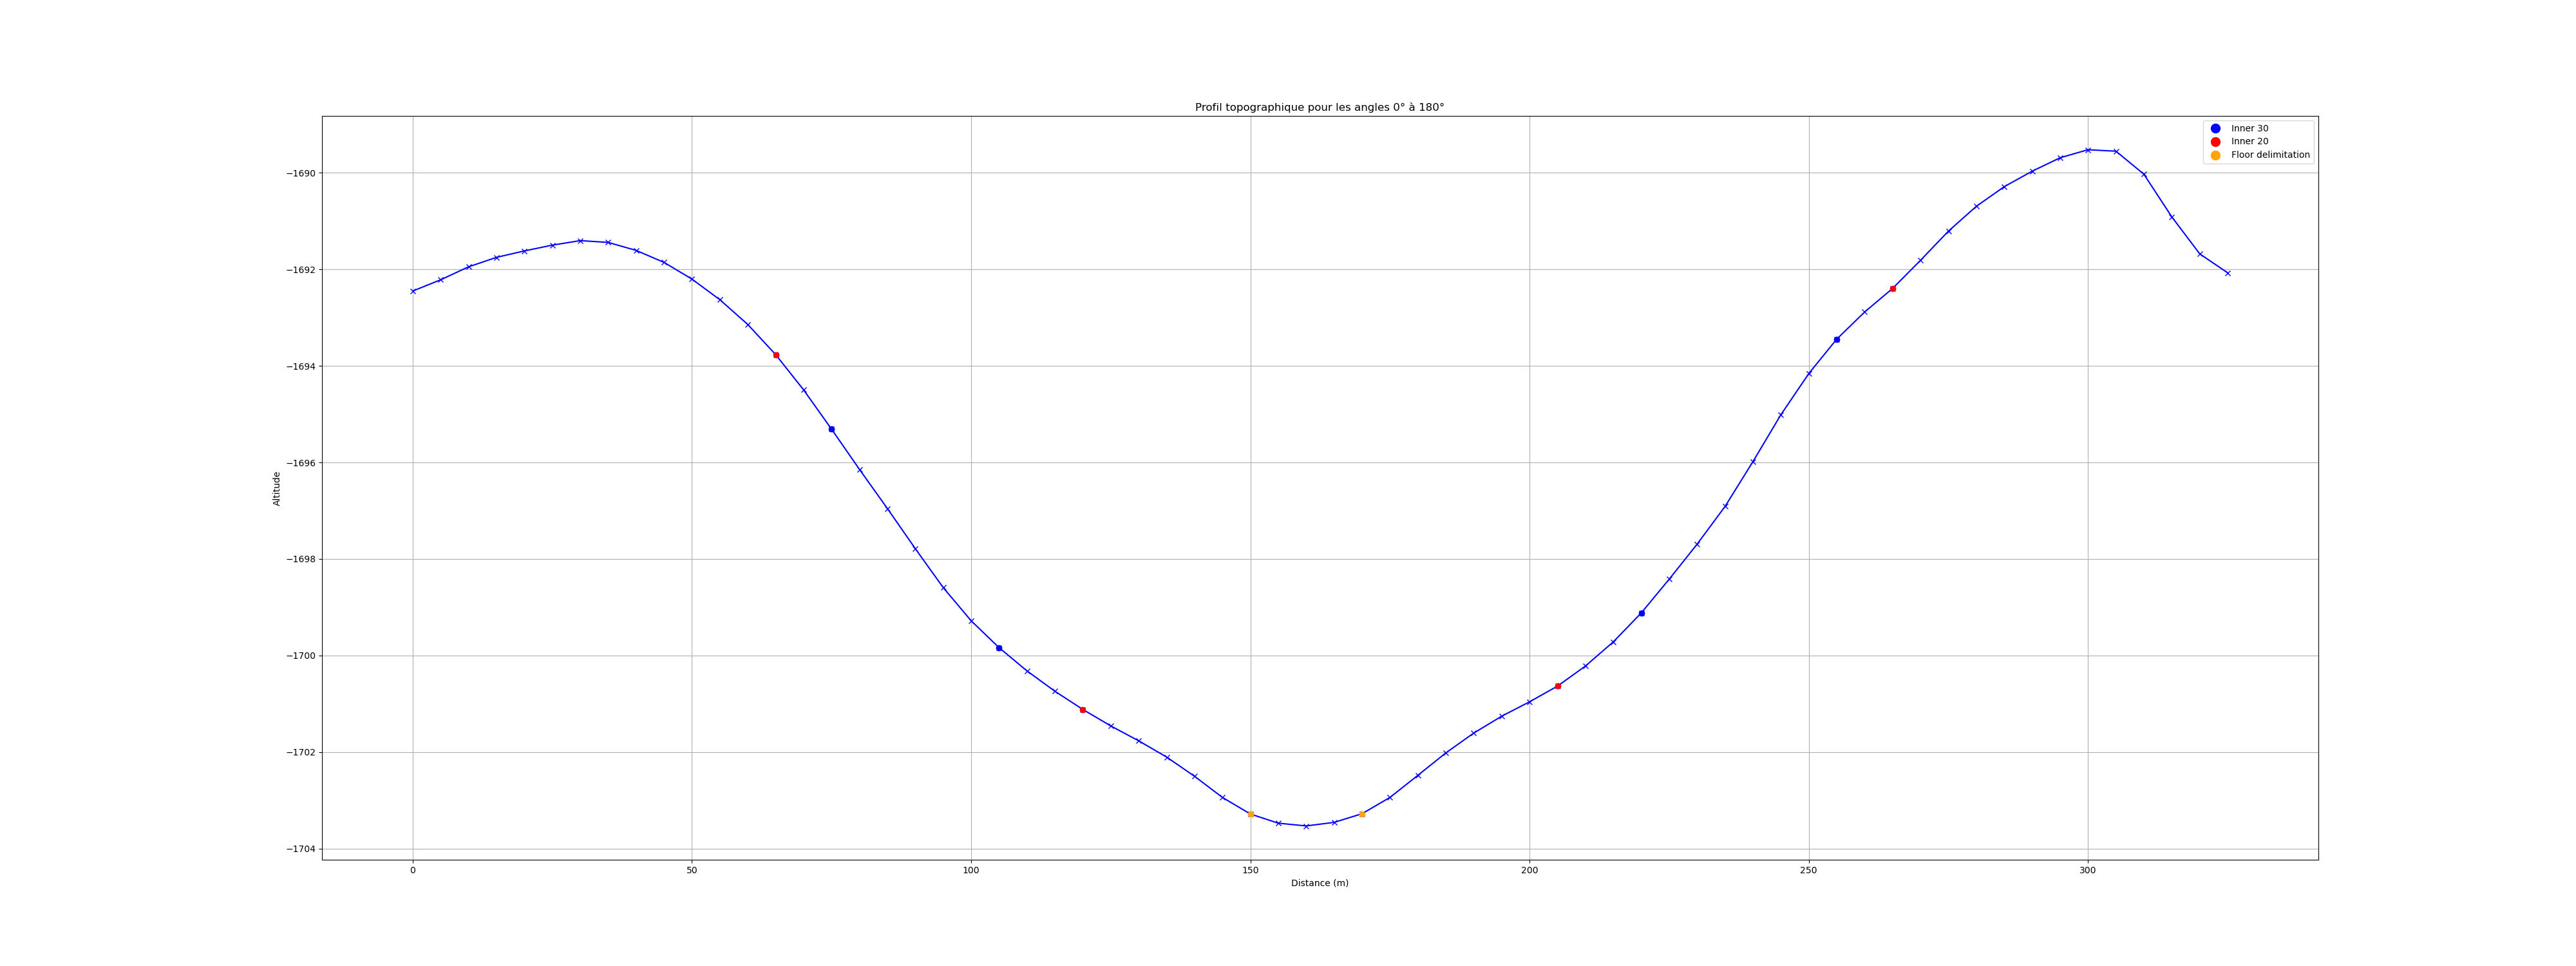 Profil topographique pour les angles 0° à 180°
Inner 30
Inner 20
Floor delimitation
−1690
−1692
−1694
−1696
−1698
−1700
−1702
−1704
Altitude
0
50
100
150
200
250
300
Distance (m)